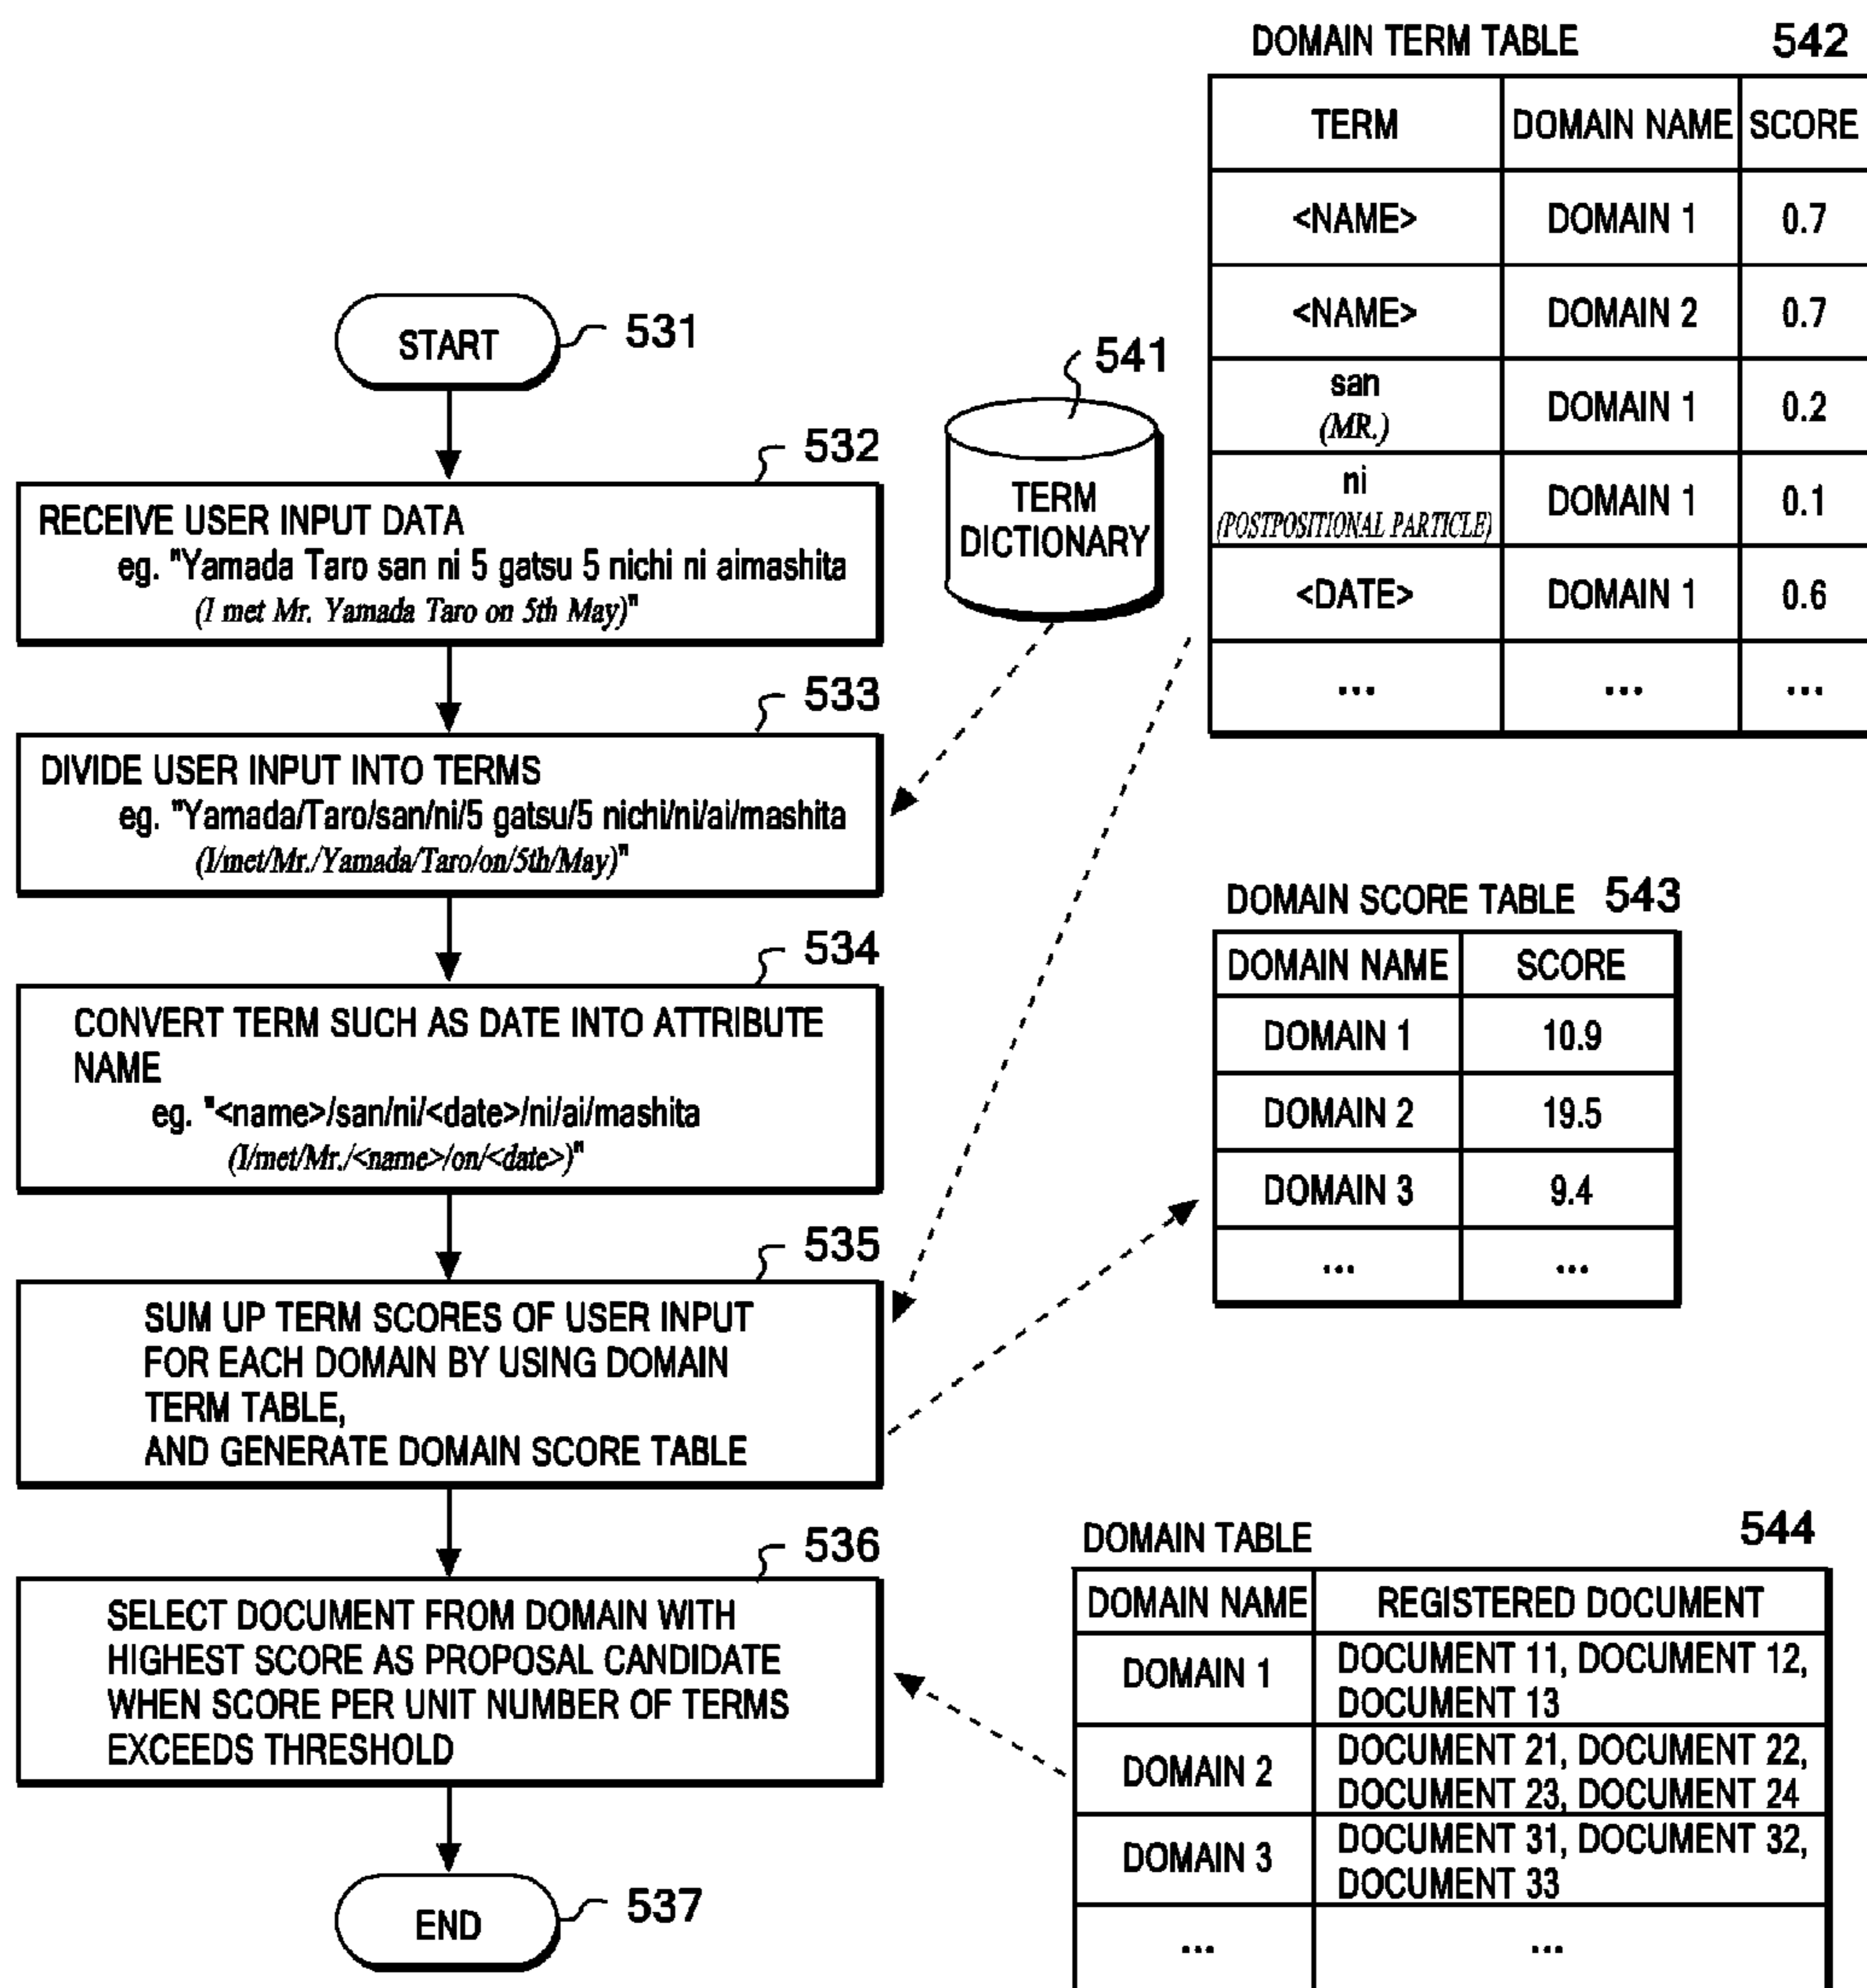 START
531
532
RECEIVE USER INPUT DATA
eg. "Yamada Taro san ni 5 gatsu 5 nichi ni aimashita
(I met Mr. Yamada Taro on 5th May)"
533
DIVIDE USER INPUT INTO TERMS
eg. "Yamada/Taro/san/ni/5 gatsu/5 nichi/ni/ai/mashita
(I/met/Mr./Yamada/Taro/on/5th/May)"
534
CONVERT TERM SUCH AS DATE INTO ATTRIBUTE
NAME
eg. "<name>/san/ni/<date>/ni/ai/mashita
(I/met/Mr./<name>/on/<date>)"
535
SUM UP TERM SCORES OF USER INPUT
FOR EACH DOMAIN BY USING DOMAIN
TERM TABLE,
AND GENERATE DOMAIN SCORE TABLE
536
SELECT DOCUMENT FROM DOMAIN WITH
HIGHEST SCORE AS PROPOSAL CANDIDATE
WHEN SCORE PER UNIT NUMBER OF TERMS
EXCEEDS THRESHOLD
END
537
541
TERM
DICTIONARY
DOMAIN TERM TABLE 542
TERM DOMAIN NAME SCORE
<NAME> DOMAIN 1 0.7
<NAME> DOMAIN 2 0.7
san
(MR.) DOMAIN 1 0.2
ni
(POSTPOSITIONAL PARTICLE) DOMAIN 1 0.1
<DATE> DOMAIN 1 0.6
... ... ...
DOMAIN SCORE TABLE 543
DOMAIN NAME SCORE
DOMAIN 1 10.9
DOMAIN 2 19.5
DOMAIN 3 9.4
... ...
DOMAIN TABLE 544
DOMAIN NAME REGISTERED DOCUMENT
DOMAIN 1 DOCUMENT 11, DOCUMENT 12,
DOCUMENT 13
DOMAIN 2 DOCUMENT 21, DOCUMENT 22,
DOCUMENT 23, DOCUMENT 24
DOMAIN 3 DOCUMENT 31, DOCUMENT 32,
DOCUMENT 33
... ...